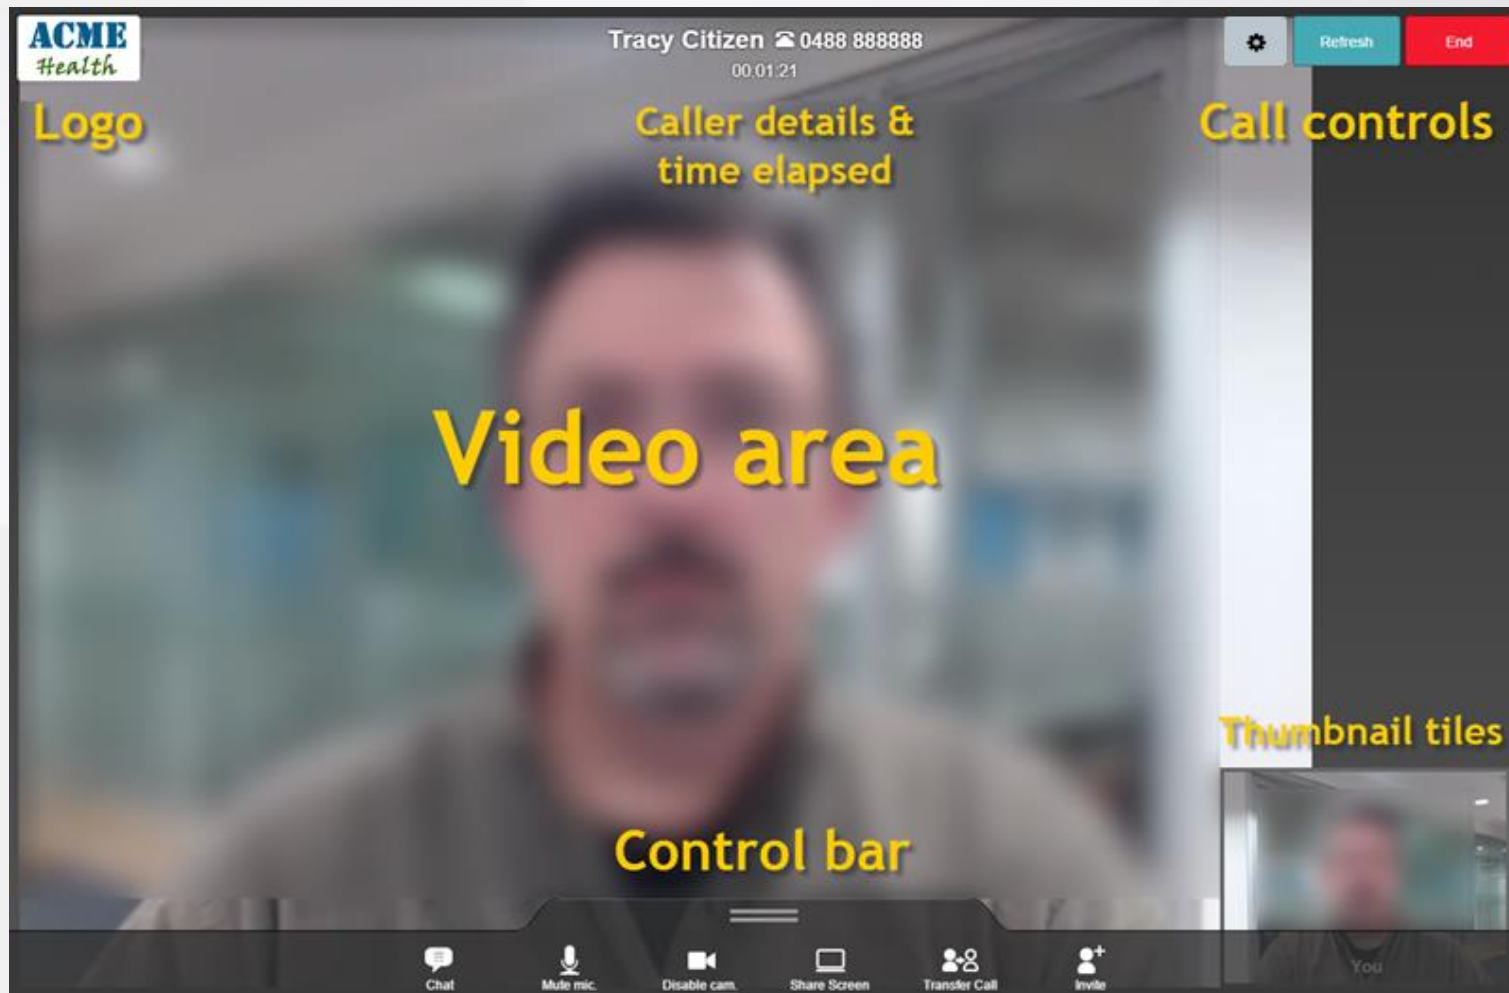 ACME
Health
Tracy Citizen ☎ 0488 888888
00:01:21
Refresh
End
Logo
Caller details &
time elapsed
Call controls
Video area
Thumbnail tiles
Control bar
Chat
Mute mic.
Disable cam.
Share Screen
Transfer Call
Invite
You